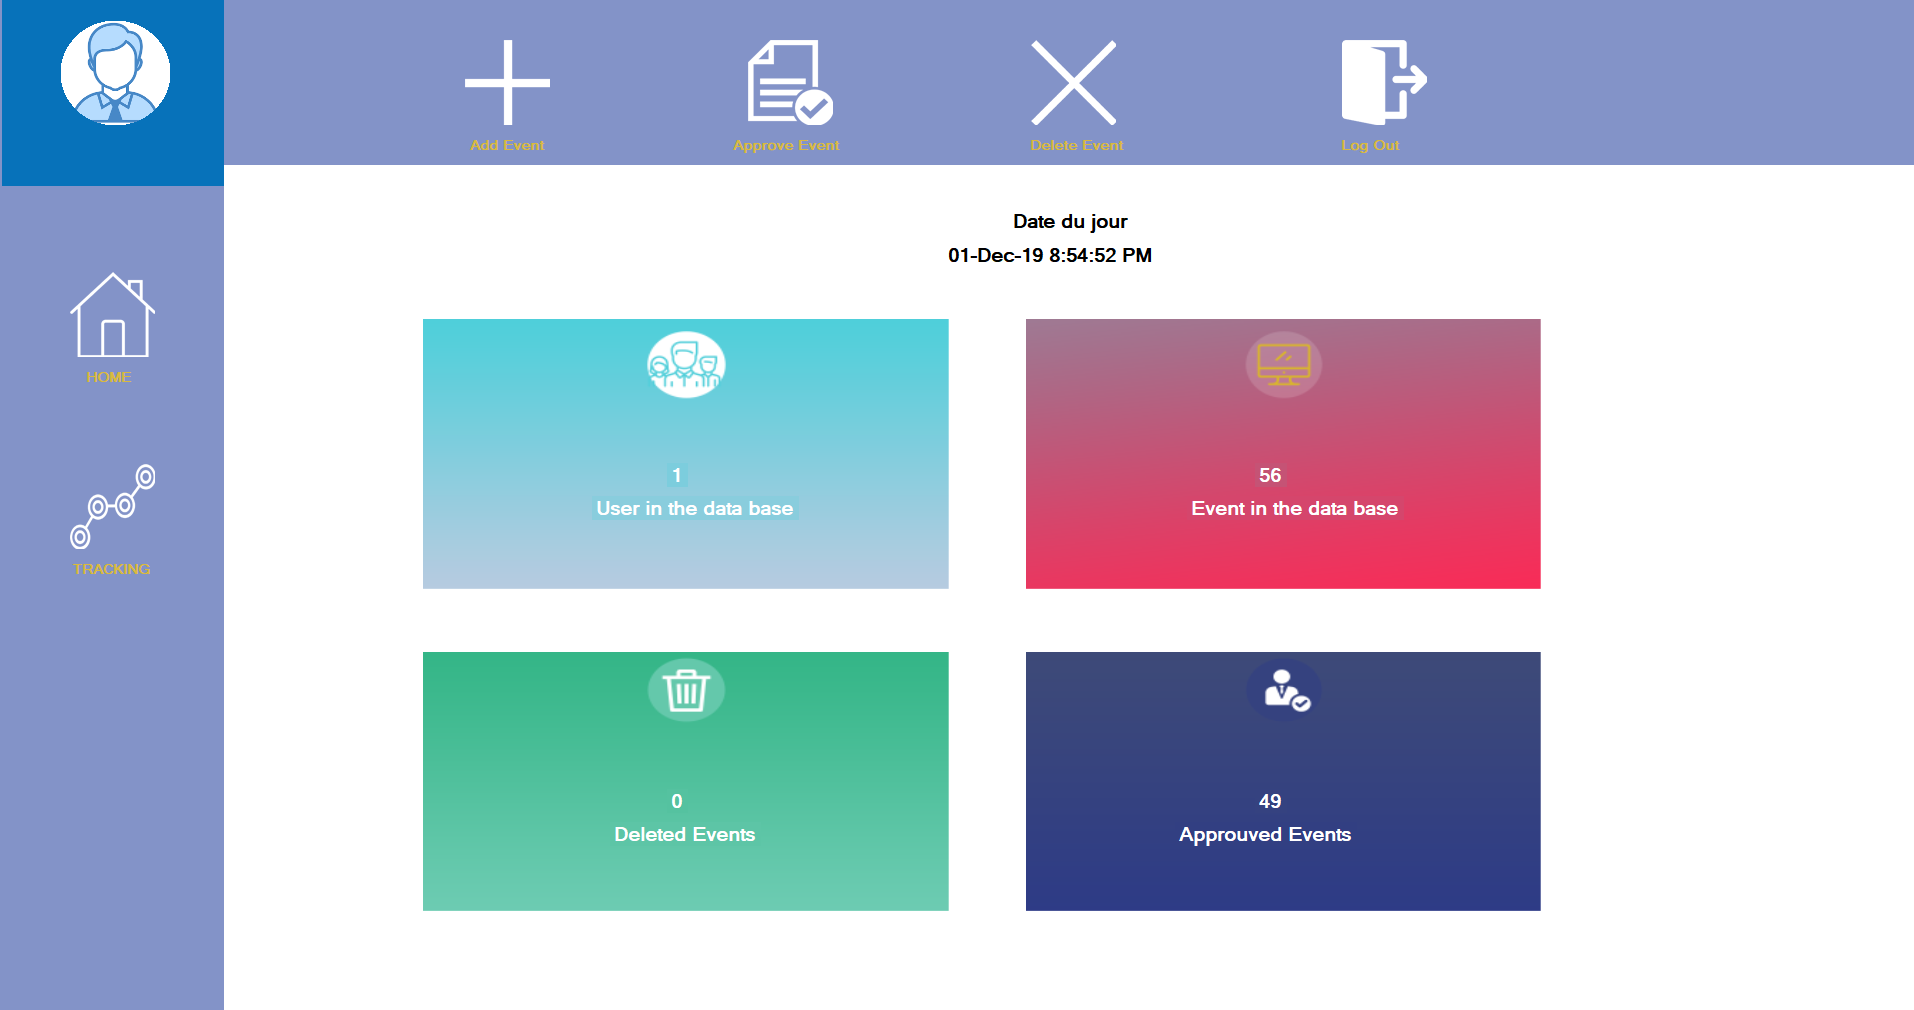 Add Event
Approve Event
Delete Event
Log Out
Date du jour
01-Dec-19 8:54:52 PM
HOME
TRACKING
1
User in the data base
56
Event in the data base
0
Deleted Events
49
Approuved Events